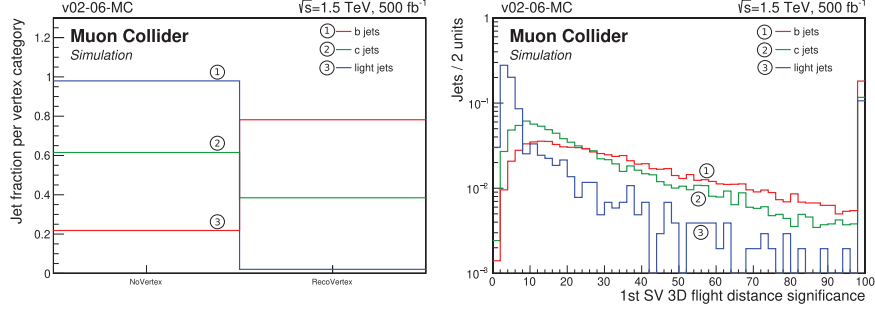 v02-06-MC √s=1.5 TeV, 500 fb⁻¹
Muon Collider
Simulation
① b jets
② c jets
③ light jets
Jet fraction per vertex category
1.2
1
0.8
0.6
0.4
0.2
0
①
②
③
NoVertex RecoVertex
v02-06-MC √s=1.5 TeV, 500 fb⁻¹
Muon Collider
Simulation
① b jets
② c jets
③ light jets
Jets / 2 units
1
10⁻¹
10⁻²
10⁻³
①
②
③
0 10 20 30 40 50 60 70 80 90 100
1st SV 3D flight distance significance